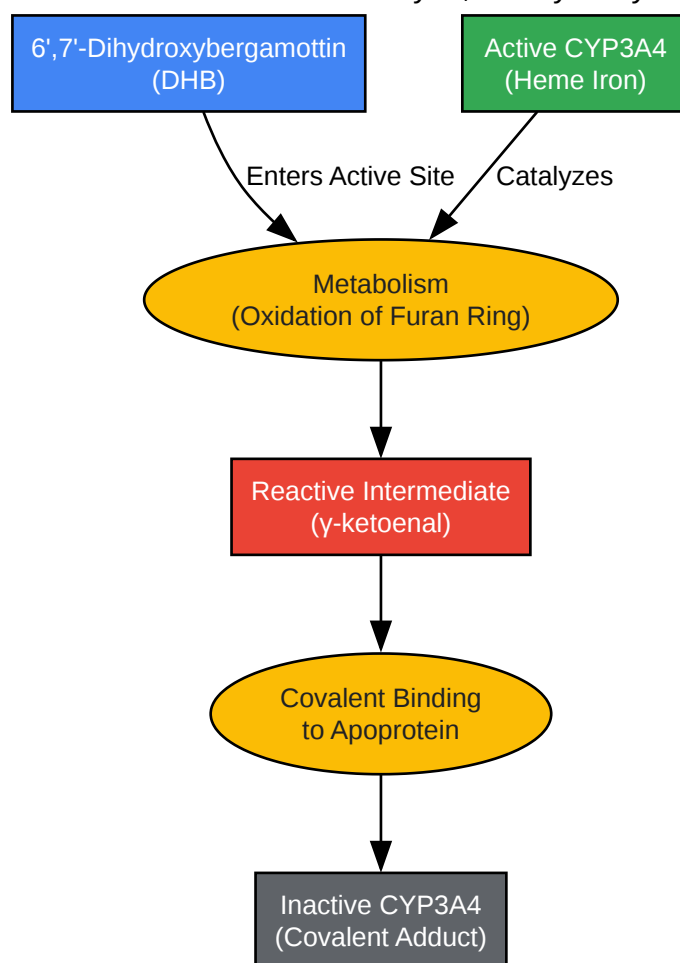 6',7'-Dihydroxybergamottin
(DHB)
Active CYP3A4
(Heme Iron)
Enters Active Site
Catalyzes
Metabolism
(Oxidation of Furan Ring)
Reactive Intermediate
(γ-ketoenal)
Covalent Binding
to Apoprotein
Inactive CYP3A4
(Covalent Adduct)